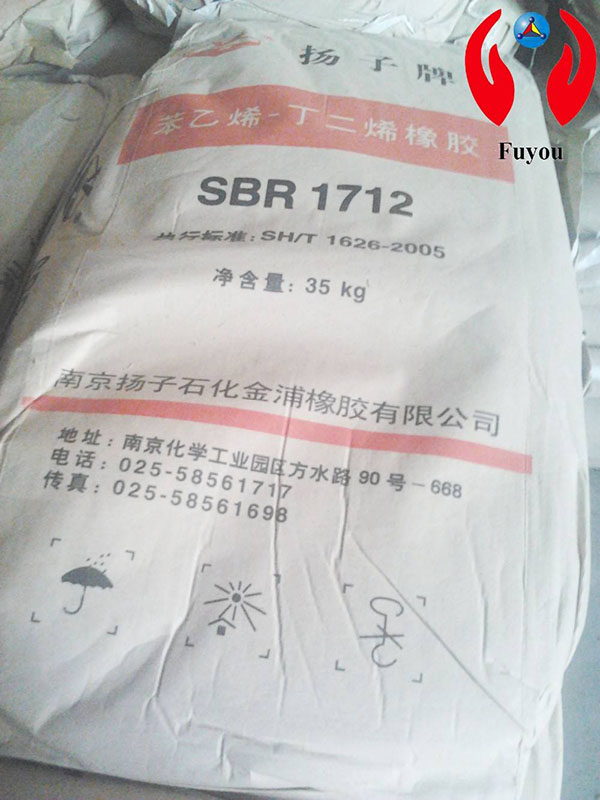 扬子牌
Fuyou
苯乙烯-丁二烯橡胶
SBR 1712
执行标准: SH/T 1626-2005
净含量: 35 kg
南京扬子石化金浦橡胶有限公司
地址: 南京化学工业园区方水路90号-668
电话: 025-58561717
传真: 025-58561698